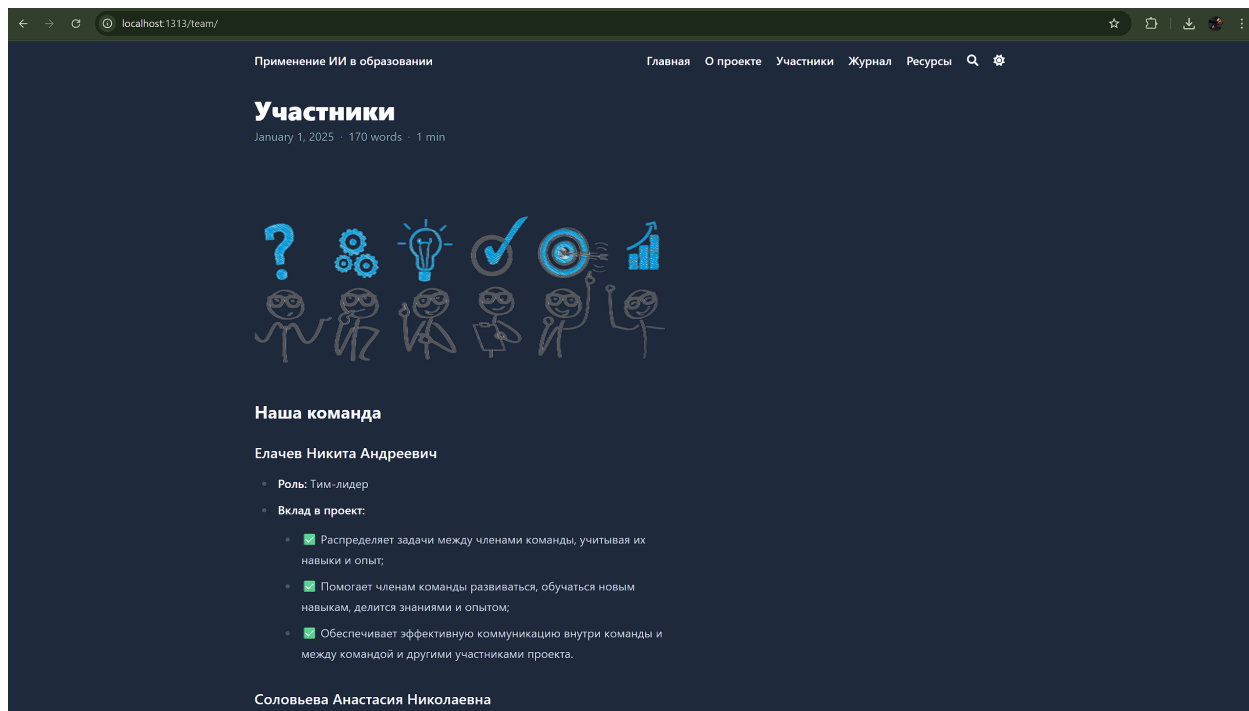 localhost:1313/team/
Применение ИИ в образовании
Главная О проекте Участники Журнал Ресурсы
Участники
January 1, 2025 · 170 words · 1 min
Наша команда
Елачев Никита Андреевич
Роль: Тим-лидер
Вклад в проект:
✅ Распределяет задачи между членами команды, учитывая их
навыки и опыт;
✅ Помогает членам команды развиваться, обучаться новым
навыкам, делится знаниями и опытом;
✅ Обеспечивает эффективную коммуникацию внутри команды и
между командой и другими участниками проекта.
Соловьева Анастасия Николаевна